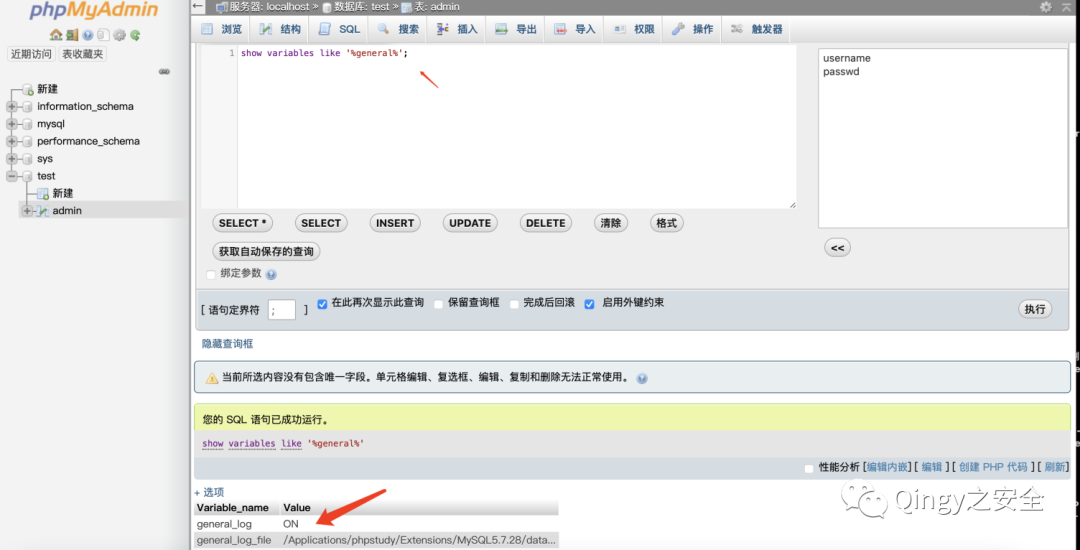 phpMyAdmin
服务器: localhost » 数据库: test » 表: admin
浏览 结构 SQL 搜索 插入 导出 导入 权限 操作 触发器
近期访问 表收藏夹
新建
information_schema
mysql
performance_schema
sys
test
新建
admin
1 show variables like '%general%';
username
passwd
SELECT * SELECT INSERT UPDATE DELETE 清除 格式
获取自动保存的查询
<<
绑定参数
[ 语句定界符 ; ] 在此再次显示此查询 保留查询框 完成后回滚 启用外键约束 执行
隐藏查询框
当前所选内容没有包含唯一字段。单元格编辑、复选框、编辑、复制和删除无法正常使用。
您的 SQL 语句已成功运行。
show variables like '%general%'
性能分析 [编辑内嵌] [ 编辑 ] [ 创建 PHP 代码 ] [ 刷新]
+ 选项
Variable_name Value
general_log ON
general_log_file /Applications/phpstudy/Extensions/MySQL5.7.28/data...
Qingy之安全